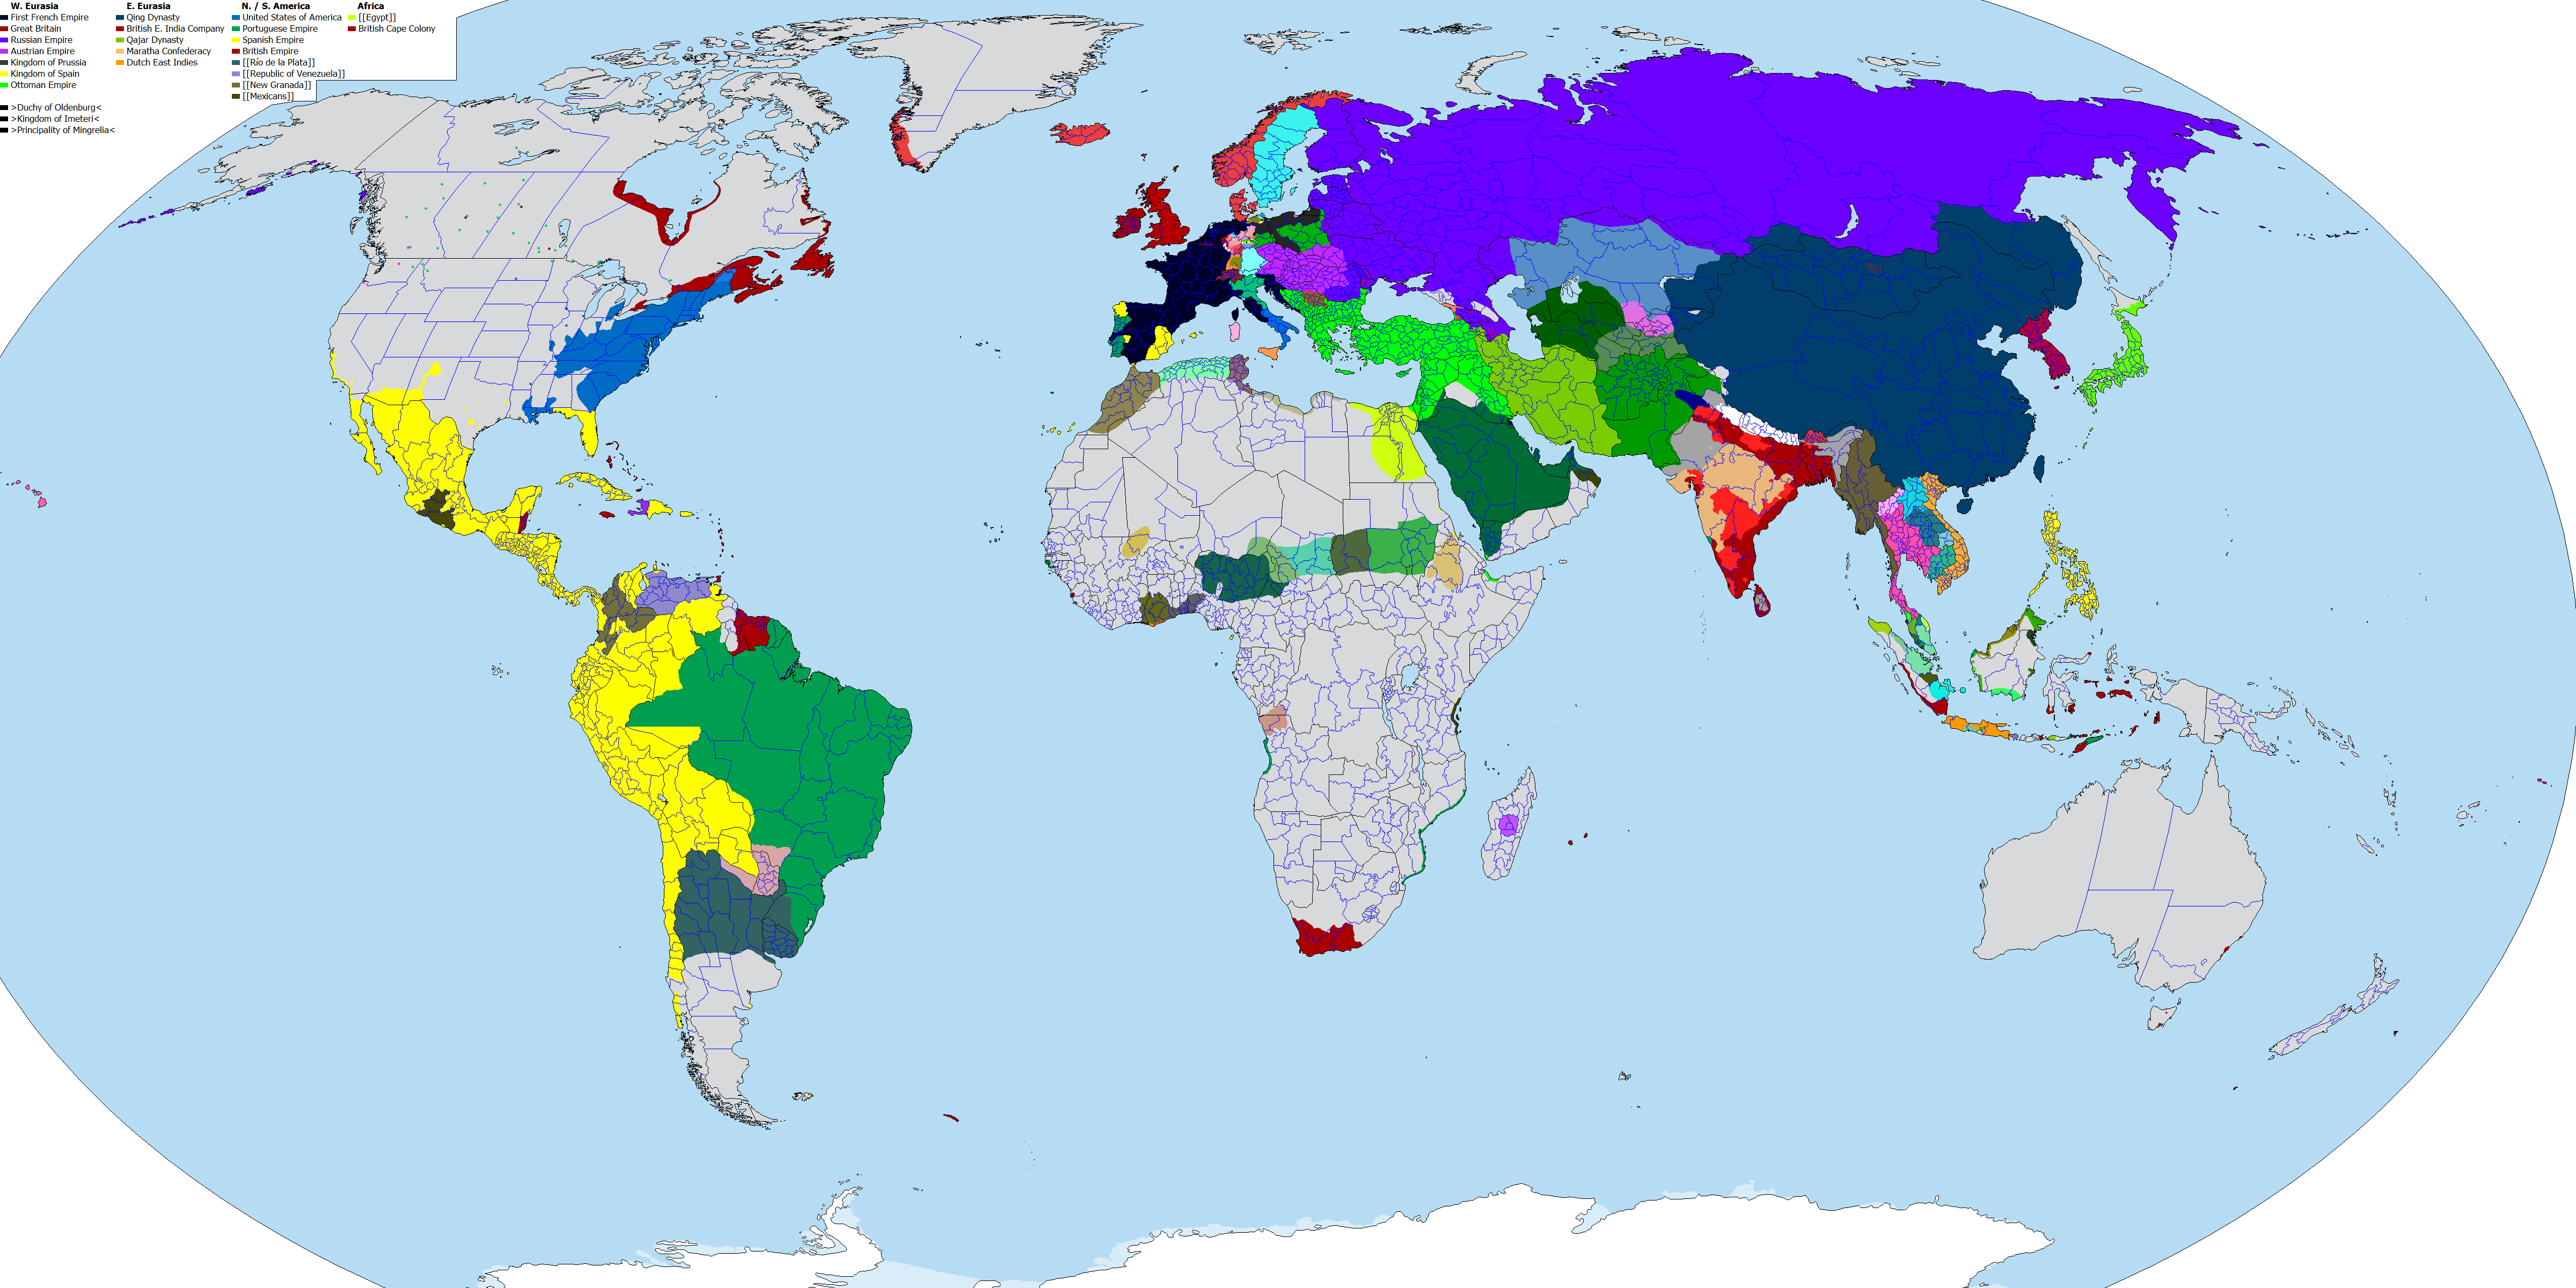 W. Eurasia
First French Empire
Great Britain
Russian Empire
Austrian Empire
Kingdom of Prussia
Kingdom of Spain
Ottoman Empire
>Duchy of Oldenburg<
>Kingdom of Imeteri<
>Principality of Mingrelia<
E. Eurasia
Qing Dynasty
British E. India Company
Qajar Dynasty
Maratha Confederacy
Dutch East Indies
N. / S. America
United States of America
Portuguese Empire
Spanish Empire
British Empire
[[Río de la Plata]]
[[Republic of Venezuela]]
[[New Granada]]
[[Mexicans]]
Africa
[[Egypt]]
British Cape Colony